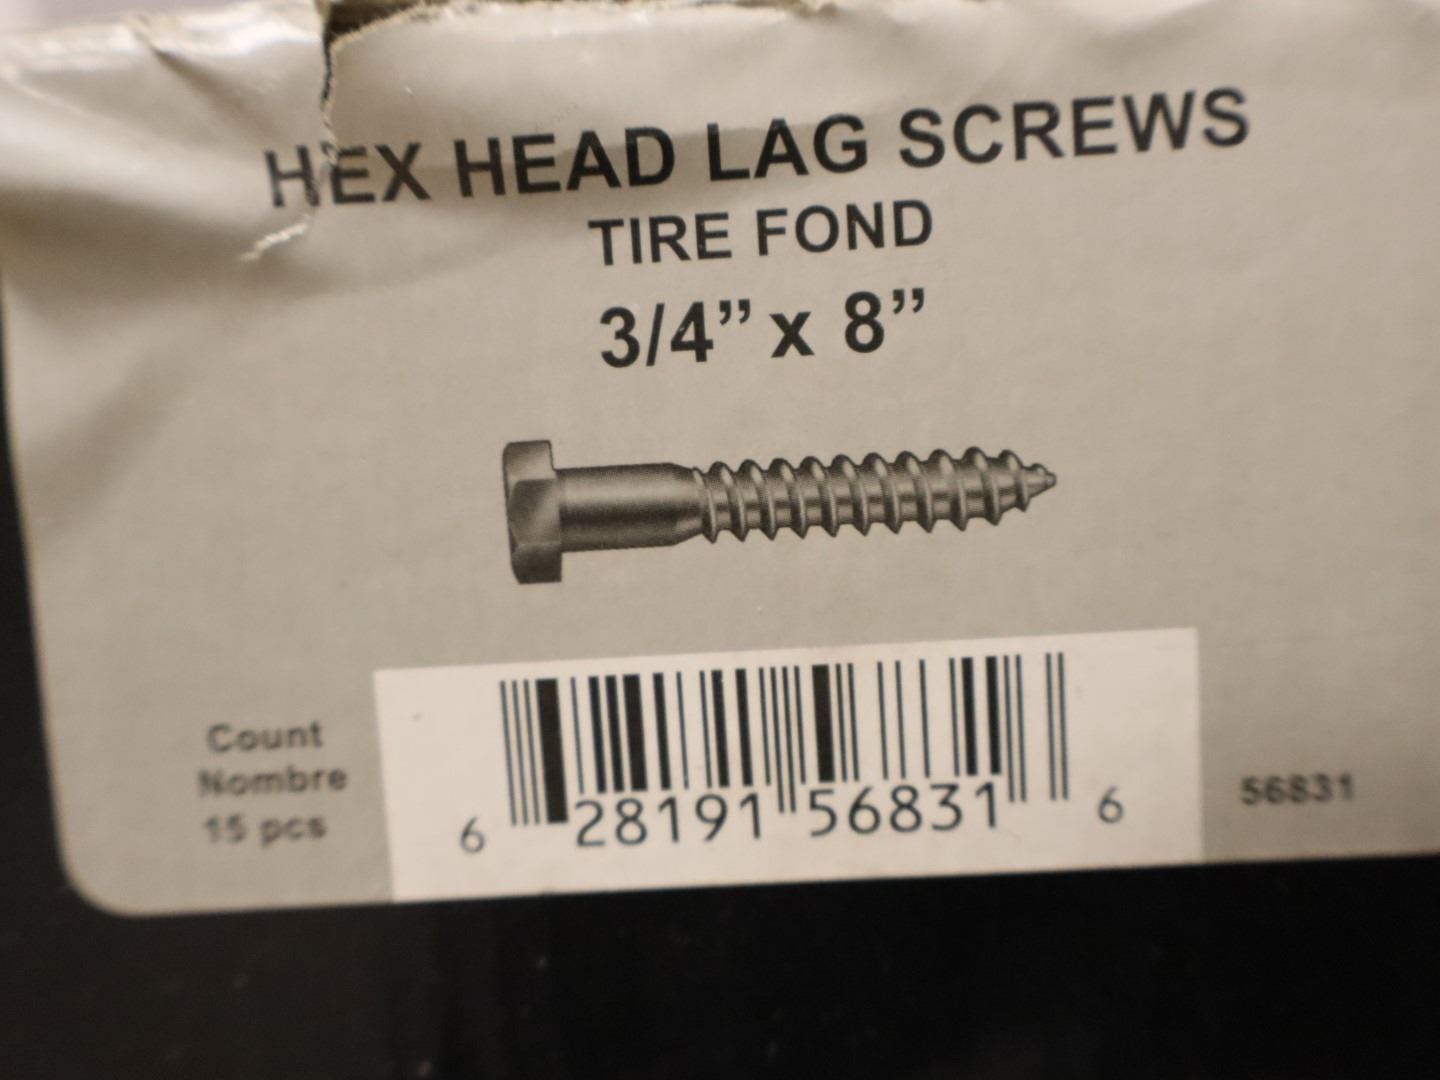 HEX HEAD LAG SCREWS
TIRE FOND
3/4” x 8”
Count
Nombre
15 pcs
6 28191 56831 6
56831